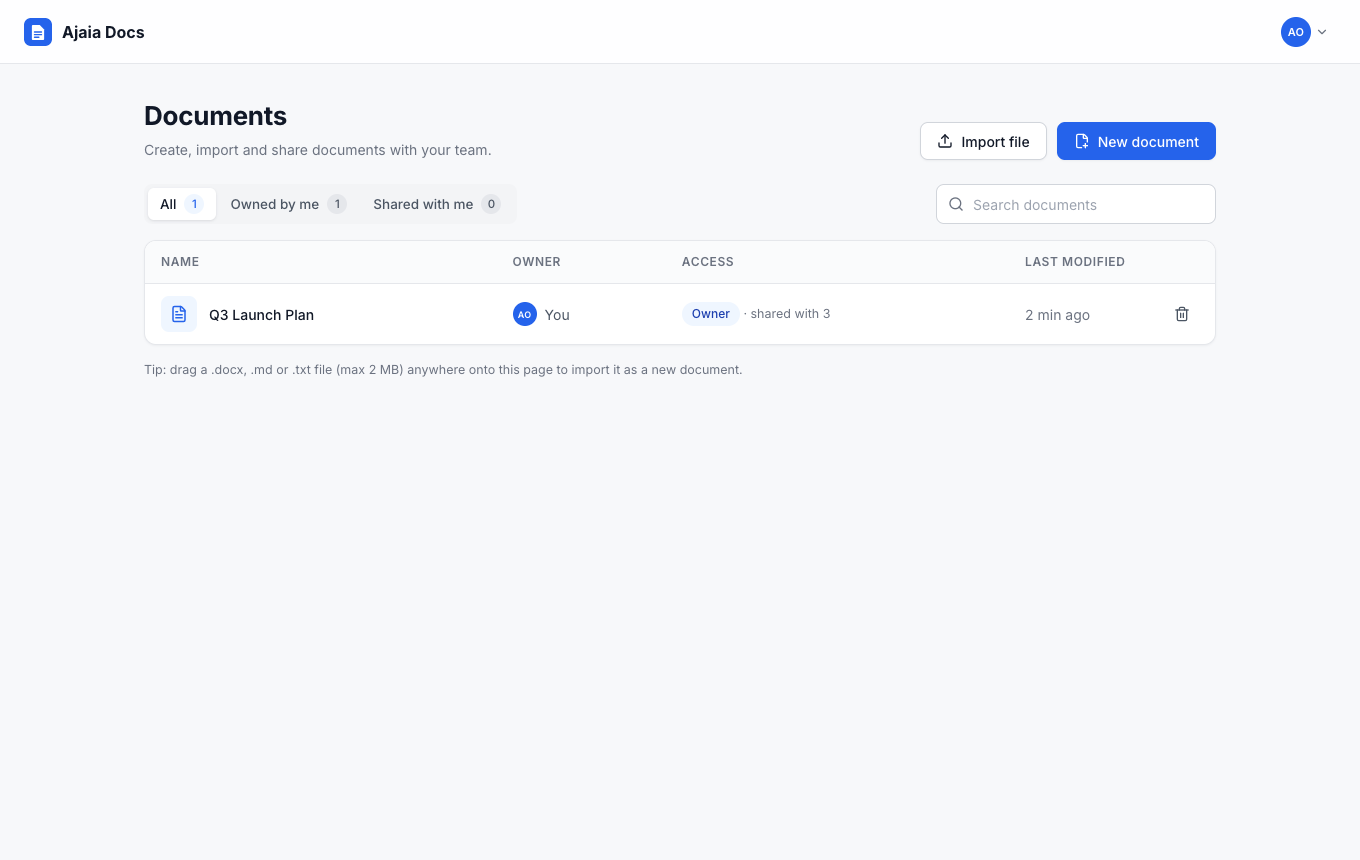 Ajaia Docs
AO
Documents
Create, import and share documents with your team.
Import file
New document
All 1 Owned by me 1 Shared with me 0
Search documents
NAME OWNER ACCESS LAST MODIFIED
Q3 Launch Plan AO You Owner · shared with 3 2 min ago
Tip: drag a .docx, .md or .txt file (max 2 MB) anywhere onto this page to import it as a new document.